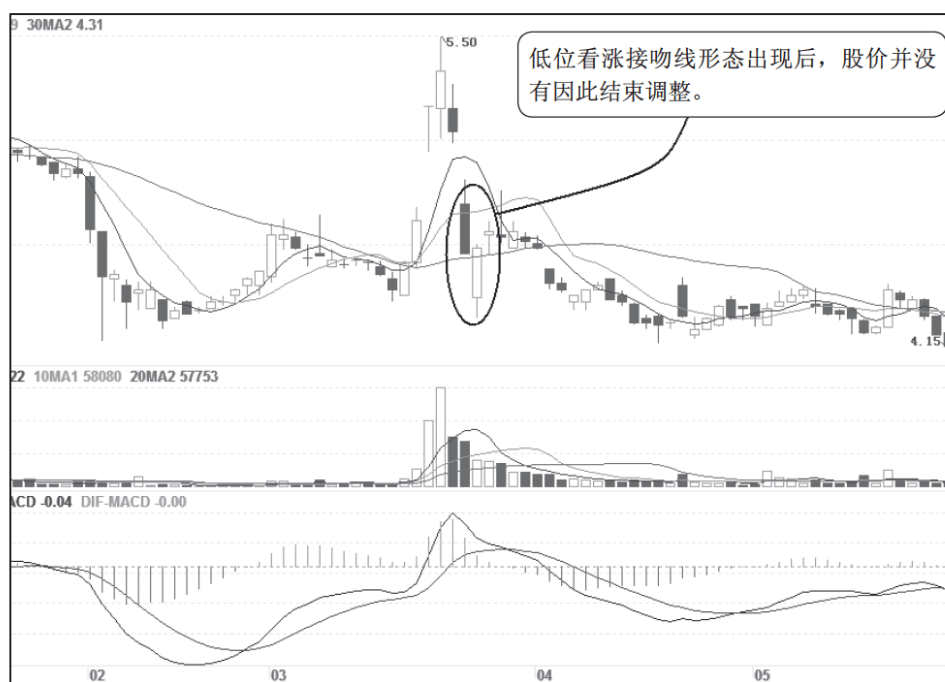 9 30MA2 4.31
5.50
低位看涨接吻线形态出现后，股价并没
有因此结束调整。
4.15
22 10MA1 58080 20MA2 57753
ACD -0.04 DIF-MACD -0.00
02 03 04 05